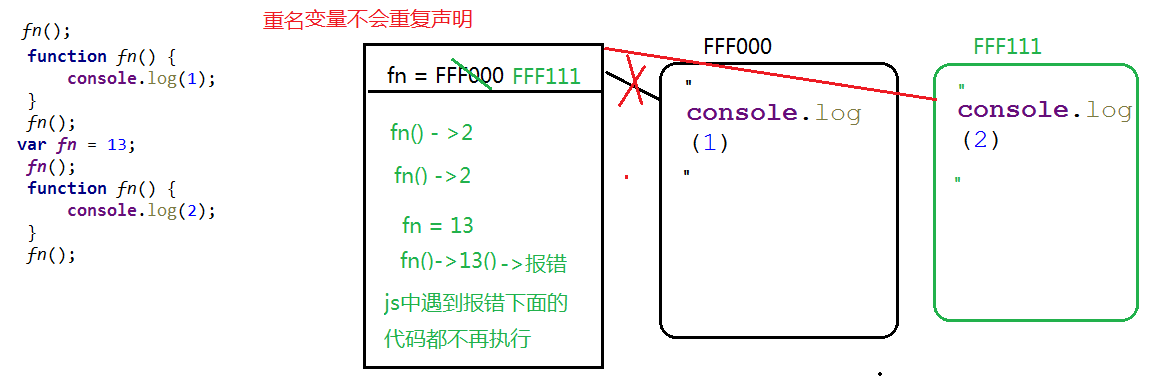 fn();
function fn() {
console.log(1);
}
fn();
var fn = 13;
fn();
function fn() {
console.log(2);
}
fn();
重名变量不会重复声明
fn = FFF000 FFF111
fn() - >2
fn() ->2
fn = 13
fn()->13() ->报错
js中遇到报错下面的
代码都不再执行
FFF000
"
console.log
(1)
"
FFF111
"
console.log
(2)
"